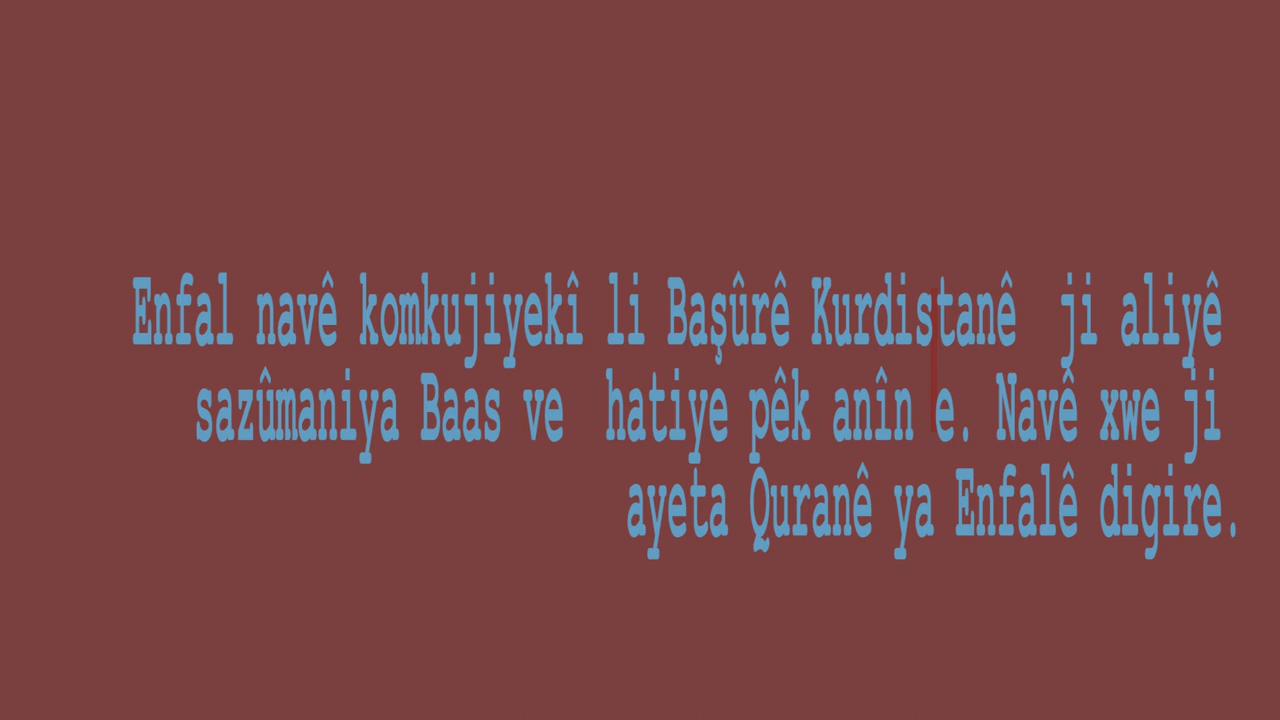 Enfal navê komkujiyekî li Başûrê Kurdistanê  ji aliyê
sazûmaniya Baas ve  hatiye pêk anîn e. Navê xwe ji
ayeta Quranê ya Enfalê digire.